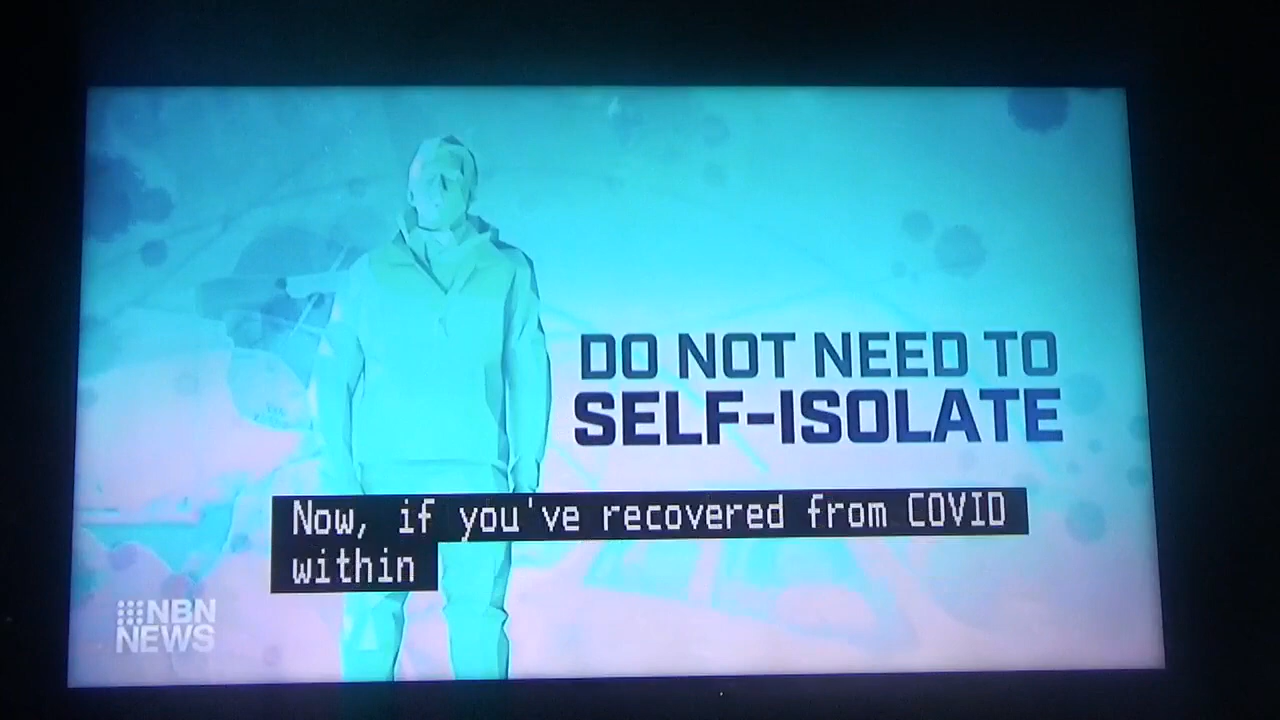 DO NOT NEED TO
SELF-ISOLATE
Now, if you've recovered from COVID
within
NBN
NEWS